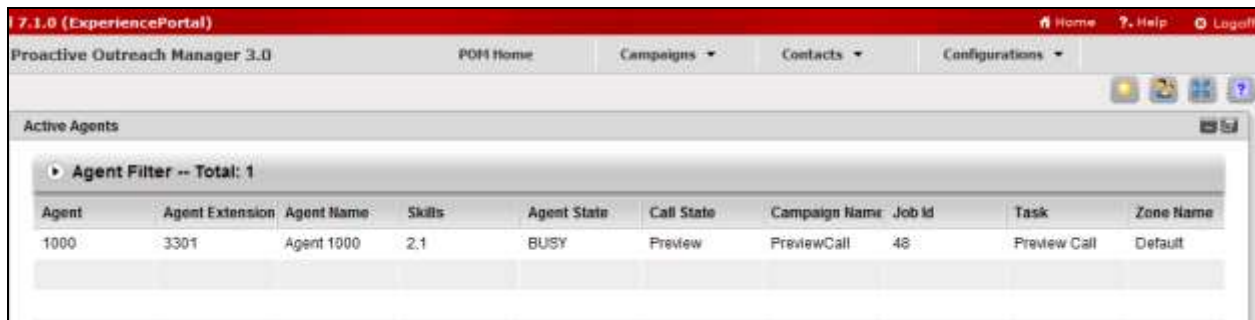 7.1.0 (ExperiencePortal) Home ?. Help Logoff
Proactive Outreach Manager 3.0 POM Home Campaigns Contacts Configurations
Active Agents
Agent Filter -- Total: 1
Agent Agent Extension Agent Name Skills Agent State Call State Campaign Name Job Id Task Zone Name
1000 3301 Agent 1000 2,1 BUSY Preview PreviewCall 48 Preview Call Default